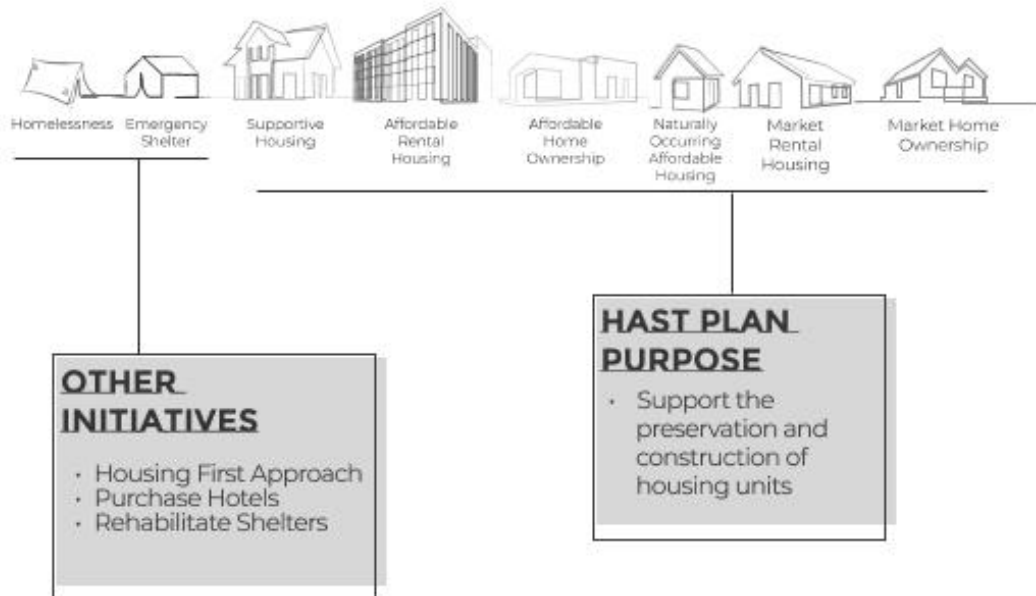 Homelessness
Emergency
Shelter
Supportive
Housing
Affordable
Rental
Housing
Affordable
Home
Ownership
Naturally
Occurring
Affordable
Housing
Market
Rental
Housing
Market Home
Ownership
OTHER
INITIATIVES
• Housing First Approach
• Purchase Hotels
• Rehabilitate Shelters
HAST PLAN
PURPOSE
• Support the
preservation and
construction of
housing units